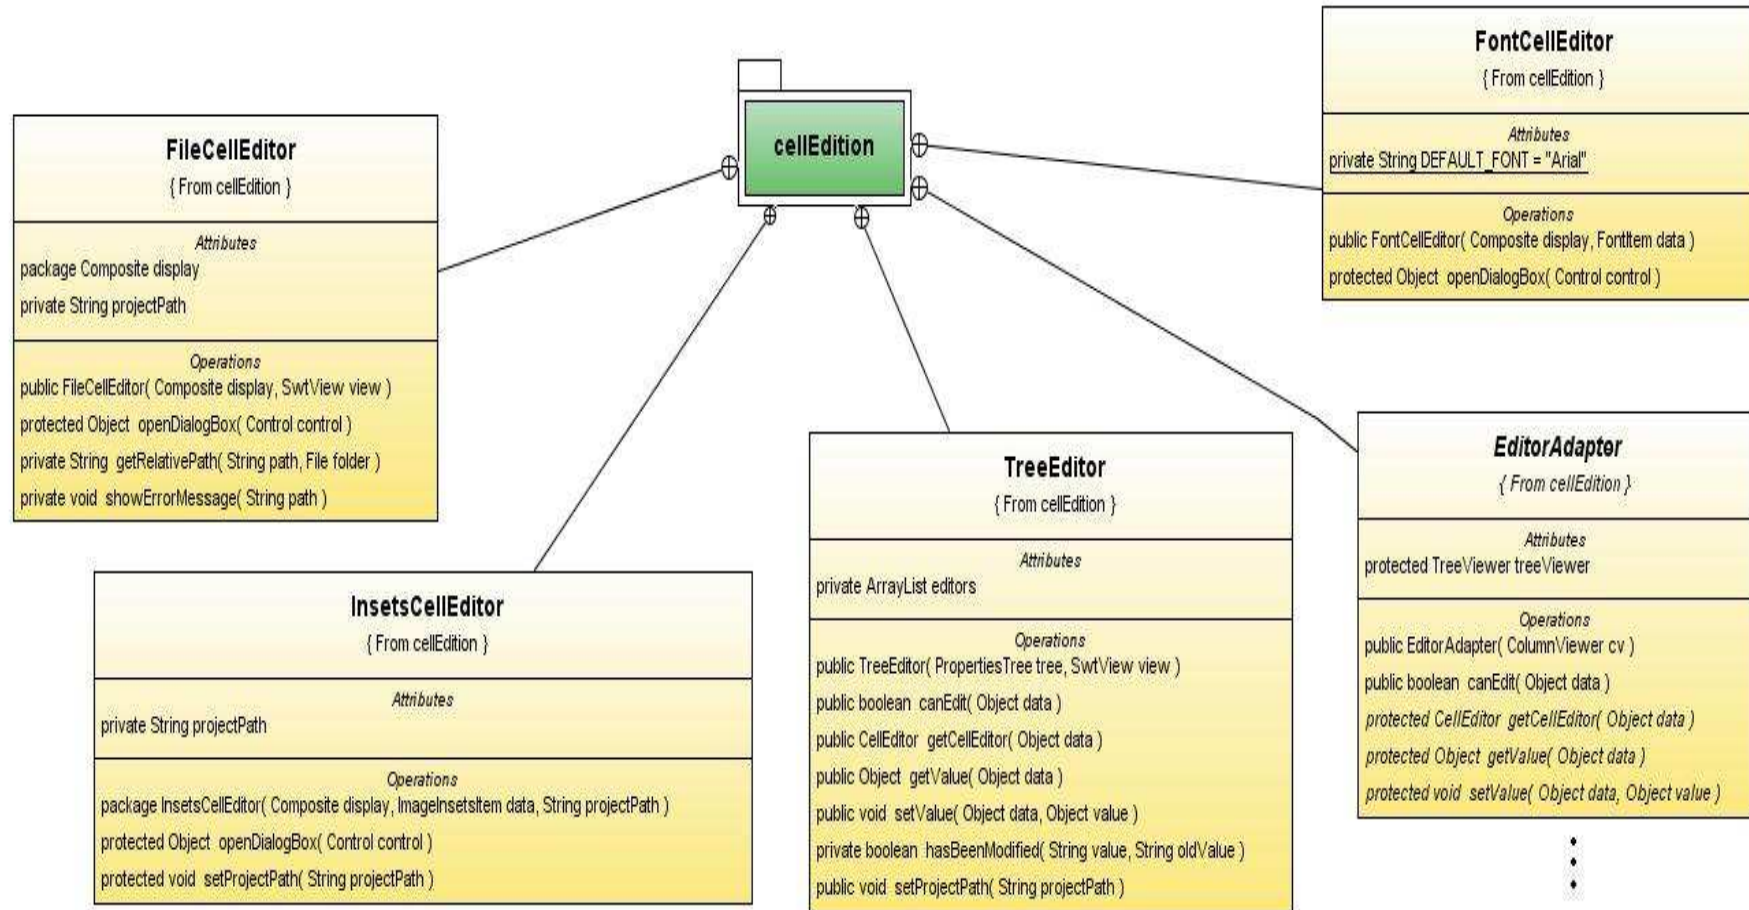 cellEdition
FileCellEditor
{ From cellEdition }
Attributes
package Composite display
private String projectPath
Operations
public FileCellEditor( Composite display, SwtView view )
protected Object openDialogBox( Control control )
private String getRelativePath( String path, File folder )
private void showErrorMessage( String path )
InsetsCellEditor
{ From cellEdition }
Attributes
private String projectPath
Operations
package InsetsCellEditor( Composite display, ImageInsetsItem data, String projectPath )
protected Object openDialogBox( Control control )
protected void setProjectPath( String projectPath )
TreeEditor
{ From cellEdition }
Attributes
private ArrayList editors
Operations
public TreeEditor( PropertiesTree tree, SwtView view )
public boolean canEdit( Object data )
public CellEditor getCellEditor( Object data )
public Object getValue( Object data )
public void setValue( Object data, Object value )
private boolean hasBeenModified( String value, String oldValue )
public void setProjectPath( String projectPath )
FontCellEditor
{ From cellEdition }
Attributes
private String DEFAULT_FONT = "Arial"
Operations
public FontCellEditor( Composite display, FontItem data )
protected Object openDialogBox( Control control )
EditorAdapter
{ From cellEdition }
Attributes
protected TreeViewer treeViewer
Operations
public EditorAdapter( ColumnViewer cv )
public boolean canEdit( Object data )
protected CellEditor getCellEditor( Object data )
protected Object getValue( Object data )
protected void setValue( Object data, Object value )